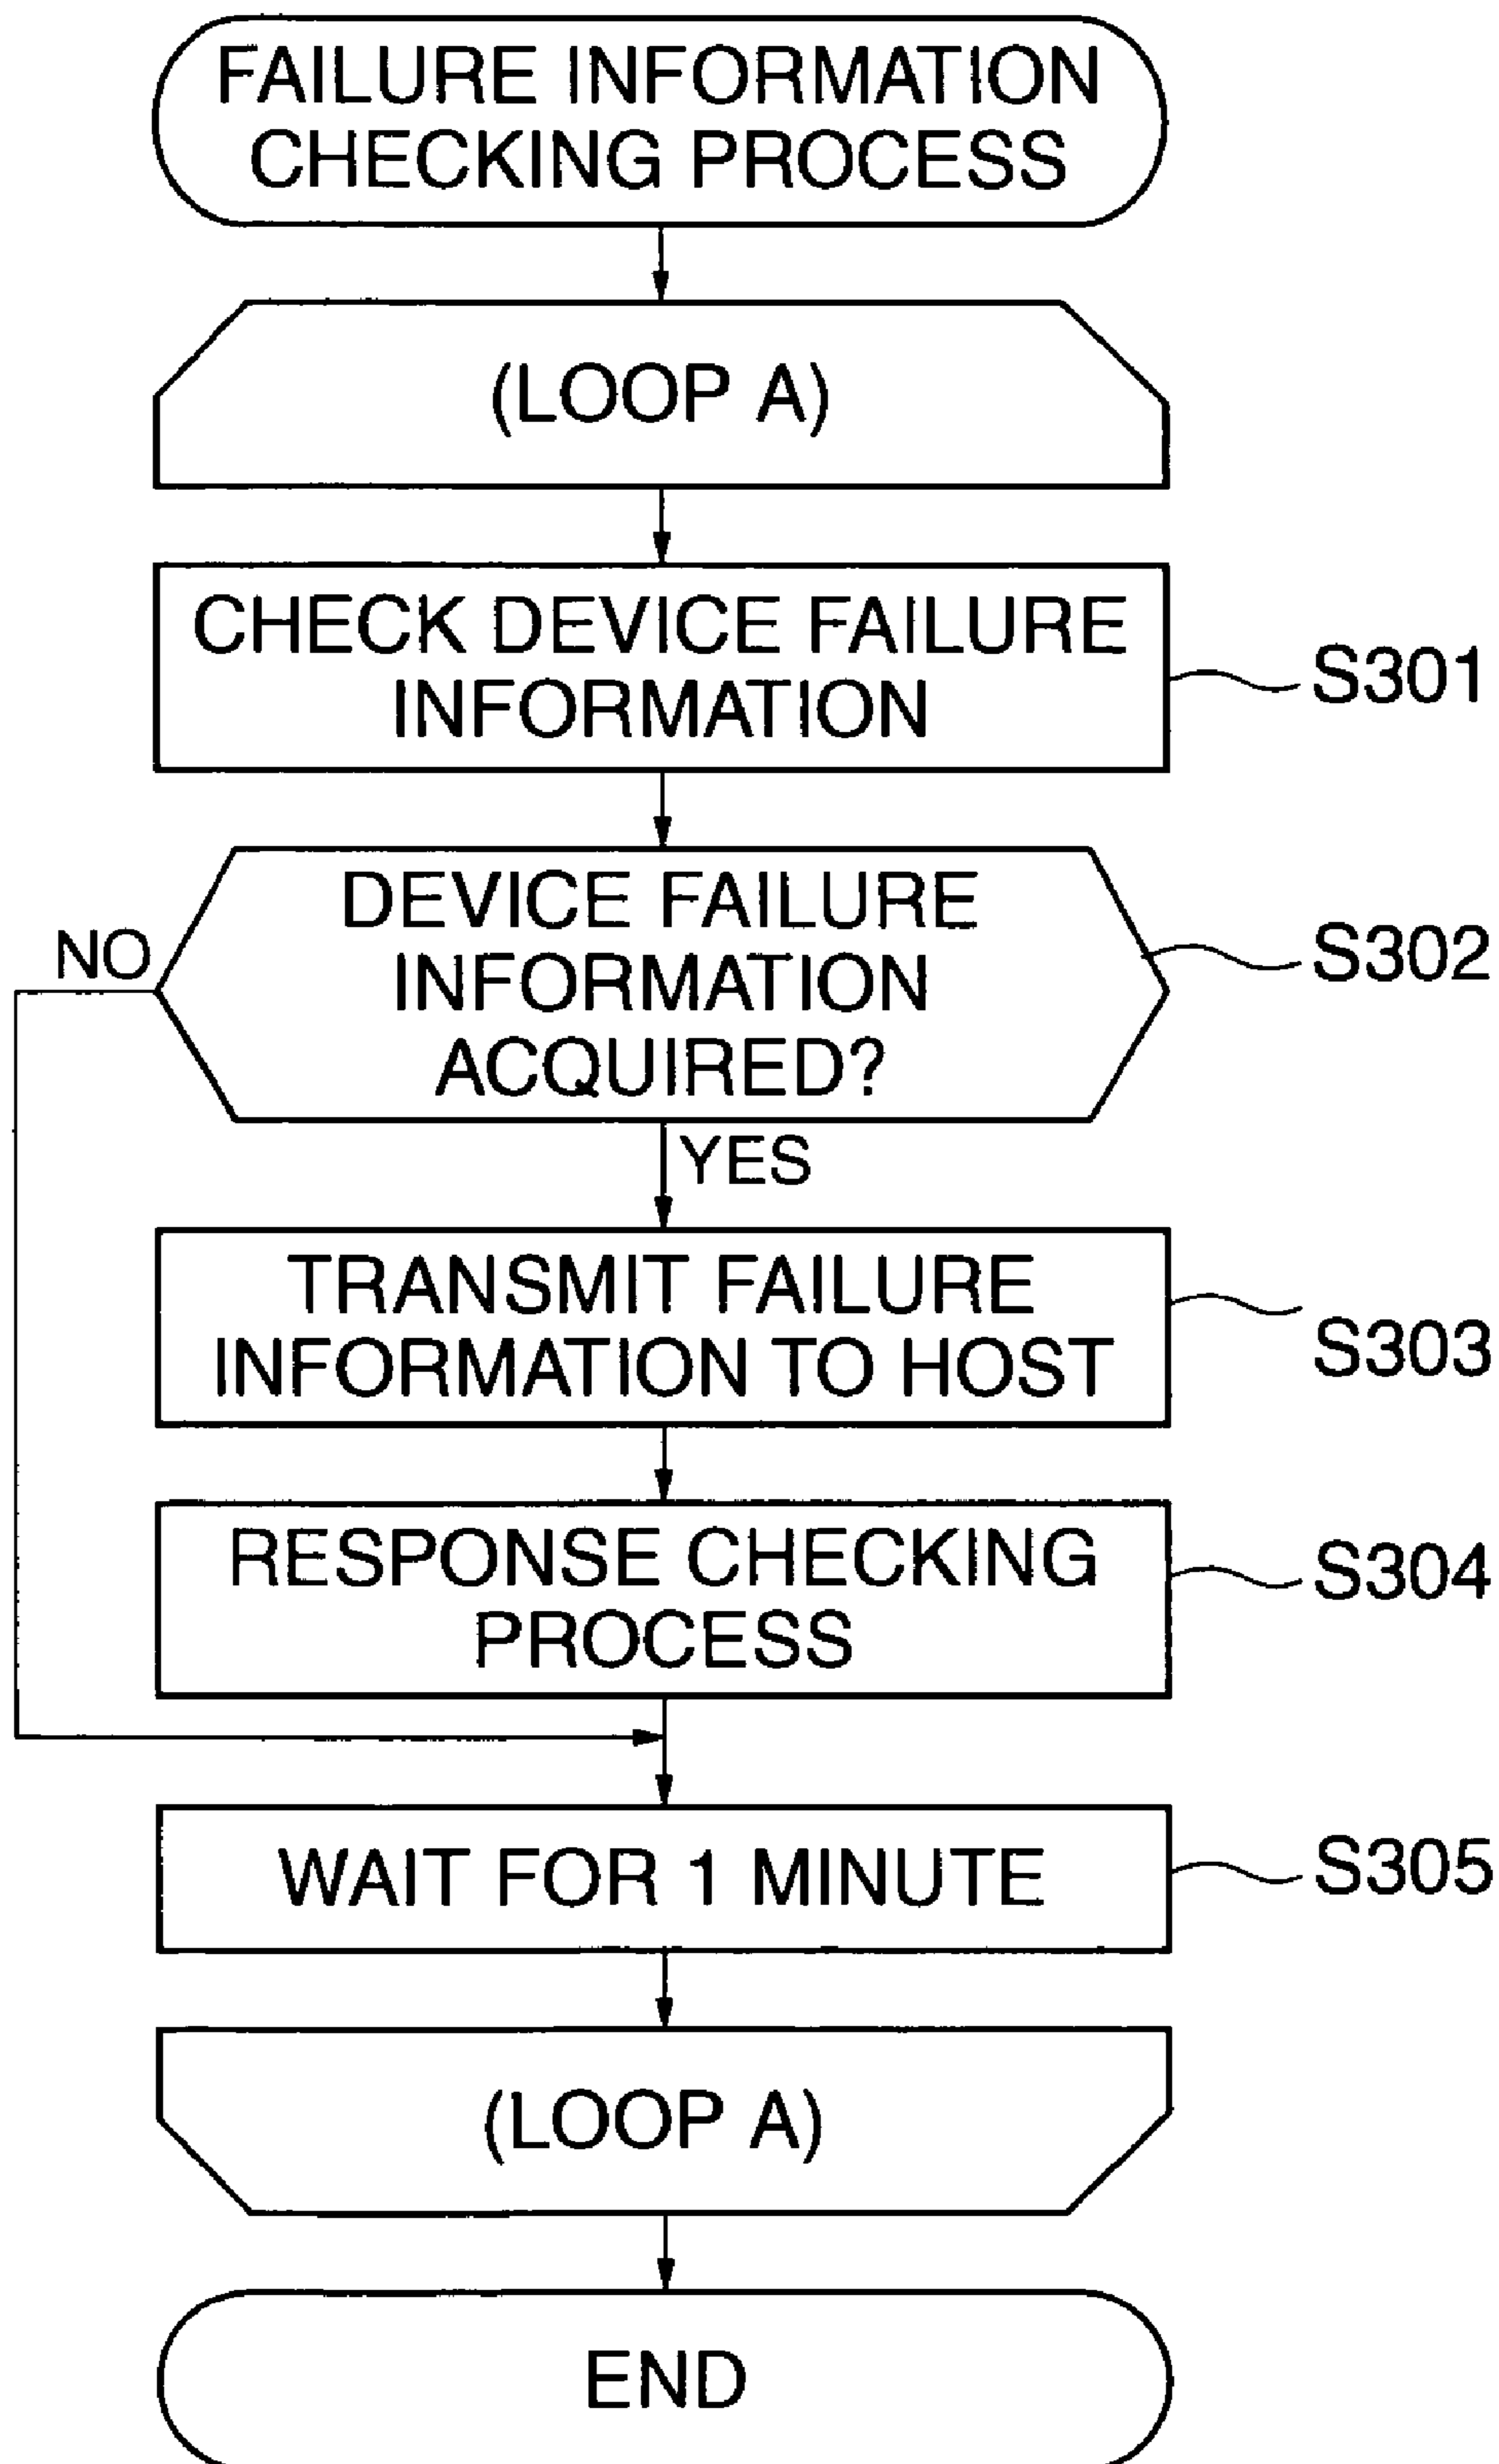 FAILURE INFORMATION
CHECKING PROCESS
(LOOP A)
CHECK DEVICE FAILURE
INFORMATION
S301
DEVICE FAILURE
INFORMATION
ACQUIRED?
S302
NO
YES
TRANSMIT FAILURE
INFORMATION TO HOST
S303
RESPONSE CHECKING
PROCESS
S304
WAIT FOR 1 MINUTE
S305
(LOOP A)
END